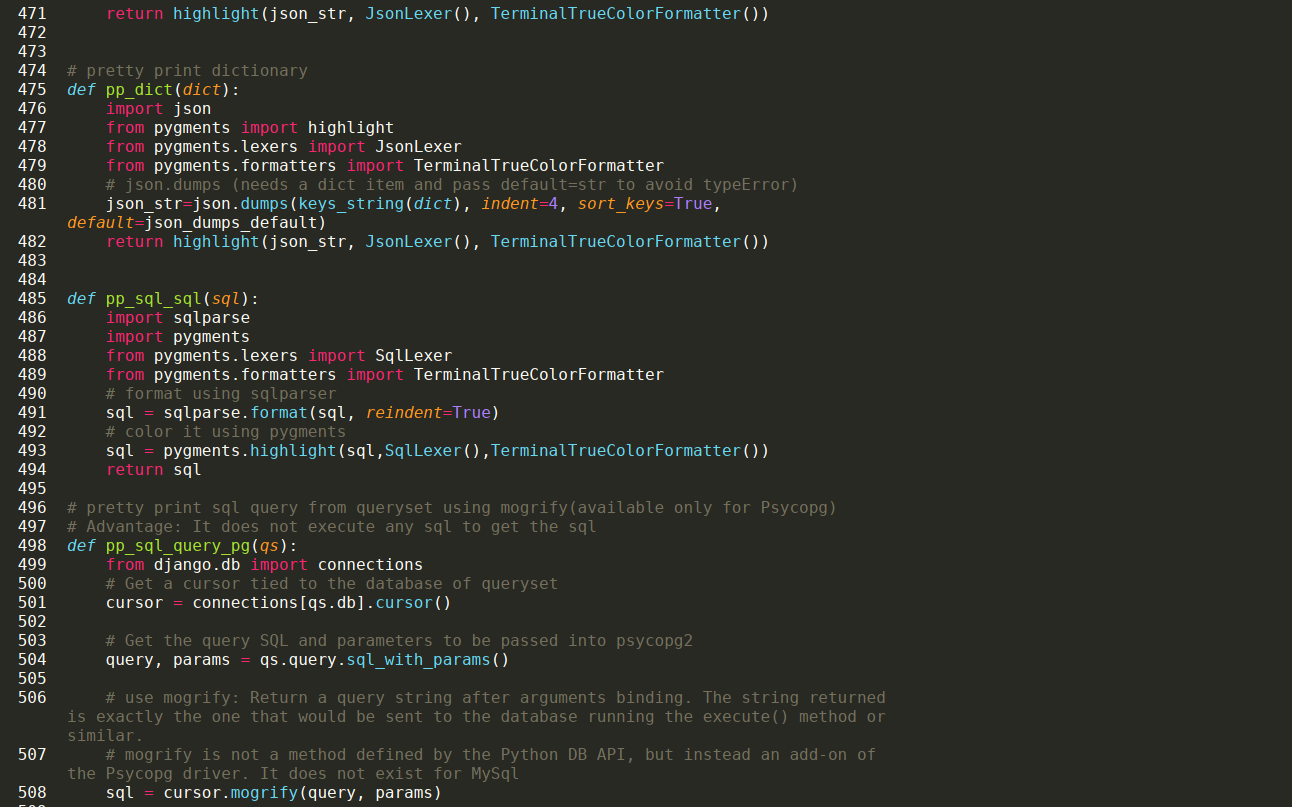 471      return highlight(json_str, JsonLexer(), TerminalTrueColorFormatter())
472
473
474  # pretty print dictionary
475  def pp_dict(dict):
476      import json
477      from pygments import highlight
478      from pygments.lexers import JsonLexer
479      from pygments.formatters import TerminalTrueColorFormatter
480      # json.dumps (needs a dict item and pass default=str to avoid typeError)
481      json_str=json.dumps(keys_string(dict), indent=4, sort_keys=True,
     default=json_dumps_default)
482      return highlight(json_str, JsonLexer(), TerminalTrueColorFormatter())
483
484
485  def pp_sql_sql(sql):
486      import sqlparse
487      import pygments
488      from pygments.lexers import SqlLexer
489      from pygments.formatters import TerminalTrueColorFormatter
490      # format using sqlparser
491      sql = sqlparse.format(sql, reindent=True)
492      # color it using pygments
493      sql = pygments.highlight(sql,SqlLexer(),TerminalTrueColorFormatter())
494      return sql
495
496  # pretty print sql query from queryset using mogrify(available only for Psycopg)
497  # Advantage: It does not execute any sql to get the sql
498  def pp_sql_query_pg(qs):
499      from django.db import connections
500      # Get a cursor tied to the database of queryset
501      cursor = connections[qs.db].cursor()
502
503      # Get the query SQL and parameters to be passed into psycopg2
504      query, params = qs.query.sql_with_params()
505
506      # use mogrify: Return a query string after arguments binding. The string returned
     is exactly the one that would be sent to the database running the execute() method or
     similar.
507      # mogrify is not a method defined by the Python DB API, but instead an add-on of
     the Psycopg driver. It does not exist for MySql
508      sql = cursor.mogrify(query, params)